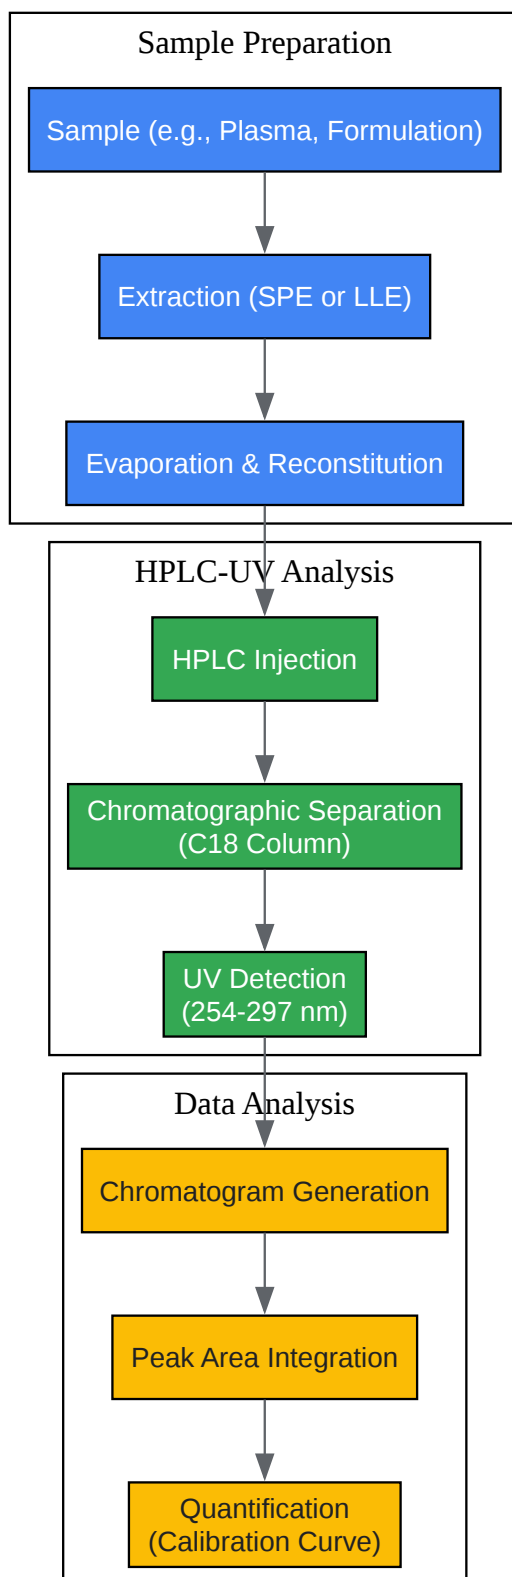 Sample Preparation
Sample (e.g., Plasma, Formulation)
Extraction (SPE or LLE)
Evaporation & Reconstitution
HPLC-UV Analysis
HPLC Injection
Chromatographic Separation
(C18 Column)
UV Detection
(254-297 nm)
Data Analysis
Chromatogram Generation
Peak Area Integration
Quantification
(Calibration Curve)